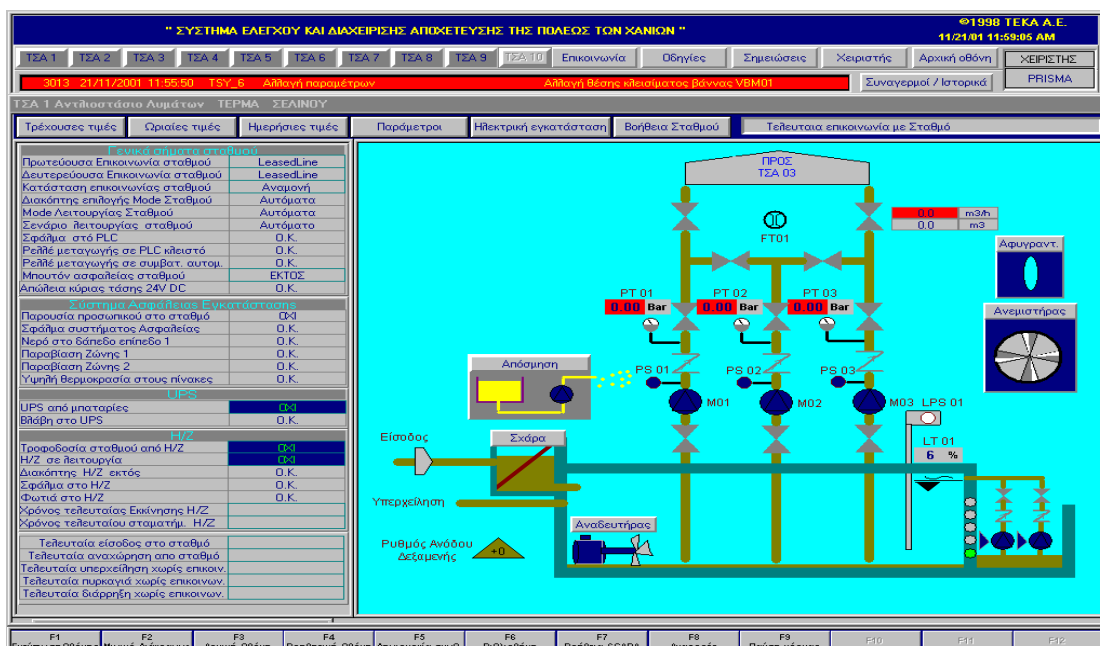 " ΣΥΣΤΗΜΑ ΕΛΕΓΧΟΥ ΚΑΙ ΔΙΑΧΕΙΡΙΣΗΣ ΑΠΟΧΕΤΕΥΣΗΣ ΤΗΣ ΠΟΛΕΩΣ ΤΩΝ ΧΑΝΙΩΝ "
©1998 ΤΕΚΑ Α.Ε.
11/21/01 11:59:05 AM
ΤΣΑ 1 ΤΣΑ 2 ΤΣΑ 3 ΤΣΑ 4 ΤΣΑ 5 ΤΣΑ 6 ΤΣΑ 7 ΤΣΑ 8 ΤΣΑ 9 ΤΣΑ 10 Επικοινωνία Οδηγίες Σημειώσεις Χειριστής Αρχική οθόνη ΧΕΙΡΙΣΤΗΣ
3013 21/11/2001 11:55:50 TSY_6 Αλλαγή παραμέτρων Αλλαγή θέσης κλεισίματος βάννας VBM01 Συναγερμοί / Ιστορικά PRISMA
ΤΣΑ 1 Αντλιοστάσιο Λυμάτων ΤΕΡΜΑ ΣΕΛΙΝΟΥ
Τρέχουσες τιμές Ωριαίες τιμές Ημερήσιες τιμές Παράμετροι Ηλεκτρική εγκατάσταση Βοήθεια Σταθμού Τελευταια επικοινωνία με Σταθμό
Γενικά σήματα σταθμού
Πρωτεύουσα Επικοινωνία σταθμού LeasedLine
Δευτερεύουσα Επικοινωνία σταθμού LeasedLine
Κατάσταση επικοινωνίας σταθμού Αναμονή
Διακόπτης επιλογής Mode Σταθμού Αυτόματα
Mode Λειτουργίας Σταθμού Αυτόματα
Σενάριο λειτουργίας σταθμού Αυτόματο
Σφάλμα στό PLC O.K.
Ρελλέ μεταγωγής σε PLC κλειστό O.K.
Ρελλέ μεταγωγής σε συμβατ. αυτομ. O.K.
Μπουτόν ασφαλείας σταθμού ΕΚΤΟΣ
Απώλεια κύριας τάσης 24V DC O.K.
Σύστημα Ασφάλειας Εγκατάστασης
Παρουσία προσωπικού στο σταθμό ΟΧΙ
Σφάλμα συστήματος Ασφαλείας O.K.
Νερό στο δάπεδο επίπεδο 1 O.K.
Παραβίαση Ζώνης 1 O.K.
Παραβίαση Ζώνης 2 O.K.
Υψηλή θερμοκρασία στους πίνακες O.K.
UPS
UPS από μπαταρίες ΟΧΙ
Βλάβη στο UPS O.K.
Η/Ζ
Τροφοδοσία σταθμού από Η/Ζ ΟΧΙ
Η/Ζ σε λειτουργία ΟΧΙ
Διακόπτης Η/Ζ εκτός O.K.
Σφάλμα στο Η/Ζ O.K.
Φωτιά στο Η/Ζ O.K.
Χρόνος τελευταίας Εκκίνησης Η/Ζ
Χρόνος τελευταίου σταματήμ. Η/Ζ
Τελευταία είσοδος στο σταθμό
Τελευταία αναχώρηση απο σταθμό
Τελευταία υπερχείληση χωρίς επικοιν.
Τελευταία πυρκαγιά χωρίς επικοινων.
Τελευταία διάρρηξη χωρίς επικοινων.
ΠΡΟΣ
ΤΣΑ 03
FT01
0,0 m3/h
0,0 m3
Αφυγραντ.
Ανεμιστήρας
PT 01 PT 02 PT 03
0.00 Bar 0.00 Bar 0.00 Bar
Απόσμηση
PS 01 PS 02 PS 03
M01 M02 M03 LPS 01
Είσοδος Σχάρα
LT 01
6 %
Υπερχείληση
Αναδευτήρας
Ρυθμός Ανόδου
Δεξαμενής
+0
F1 F2 F3 F4 F5 F6 F7 F8 F9 F10 F11 F12